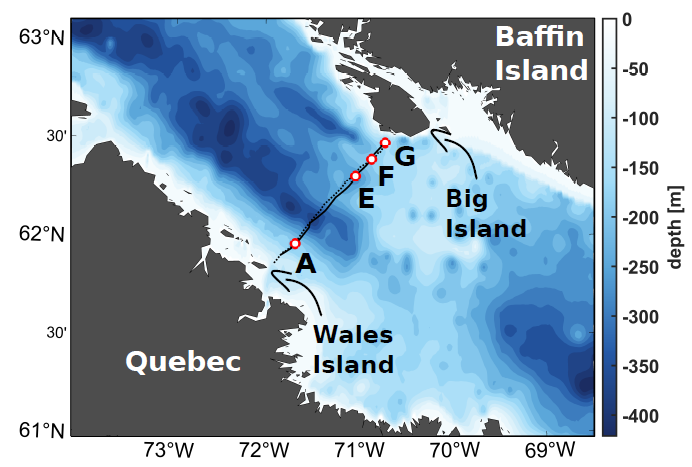 63°N
30'
62°N
30'
61°N
73°W
72°W
71°W
70°W
69°W
Baffin
Island
G
F
E
A
Big
Island
Wales
Island
Quebec
0
-50
-100
-150
-200
-250
-300
-350
-400
depth [m]